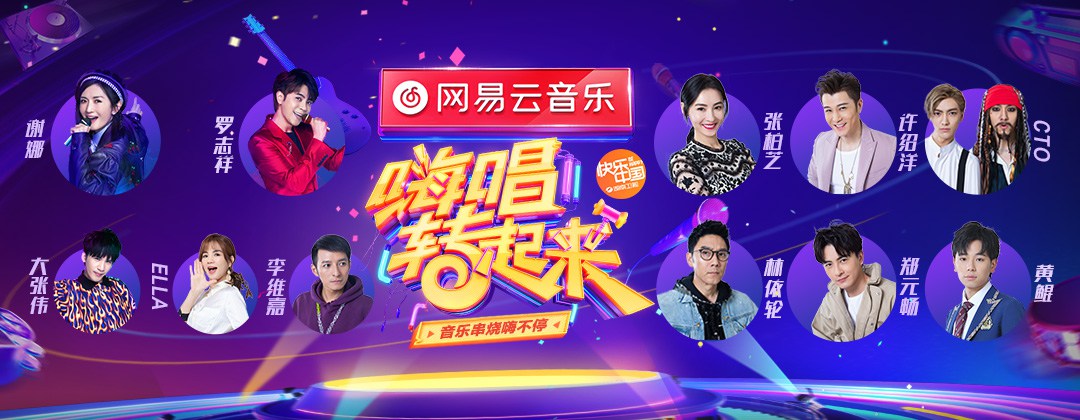 网易云音乐
嗨唱
转起来
音乐串烧嗨不停
快乐
中国
湖南卫视
谢娜
罗志祥
张柏芝
许绍洋
CTO
大张伟
ELLA
李维嘉
林体轮
郑元畅
黄鲲